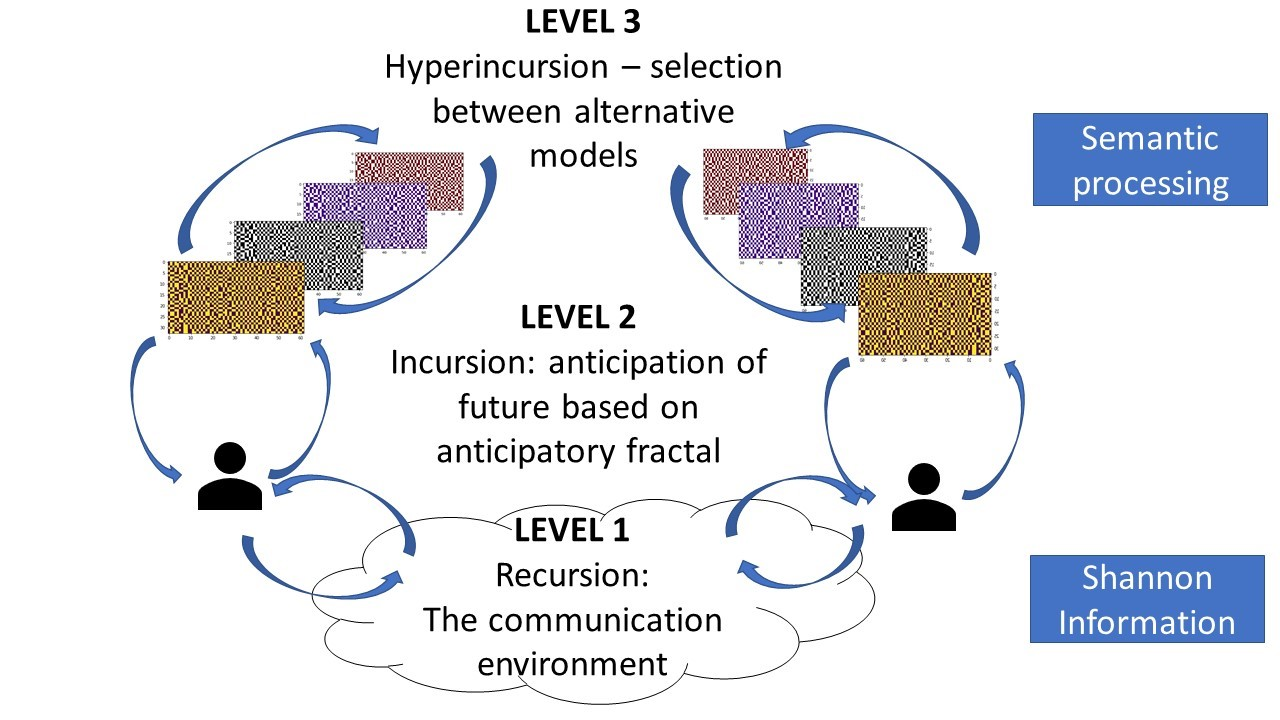 LEVEL 3
Hyperincursion – selection
between alternative
models
Semantic
processing
LEVEL 2
Incursion: anticipation of
future based on
anticipatory fractal
LEVEL 1
Recursion:
The communication
environment
Shannon
Information